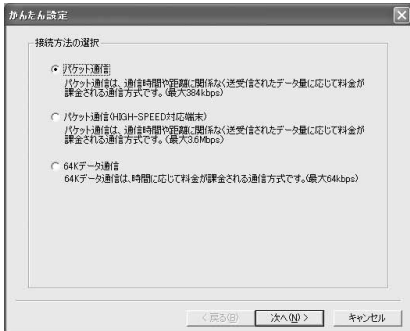 かんたん設定
接続方法の選択
パケット通信
パケット通信は、通信時間や距離に関係なく送受信されたデータ量に応じて料金が
課金される通信方式です。(最大384kbps)
パケット通信(HIGH-SPEED対応端末)
パケット通信は、通信時間や距離に関係なく送受信されたデータ量に応じて料金が
課金される通信方式です。(最大3.6Mbps)
64Kデータ通信
64Kデータ通信は、時間に応じて料金が課金される通信方式です。(最大64kbps)
< 戻る(B)
次へ(N) >
キャンセル